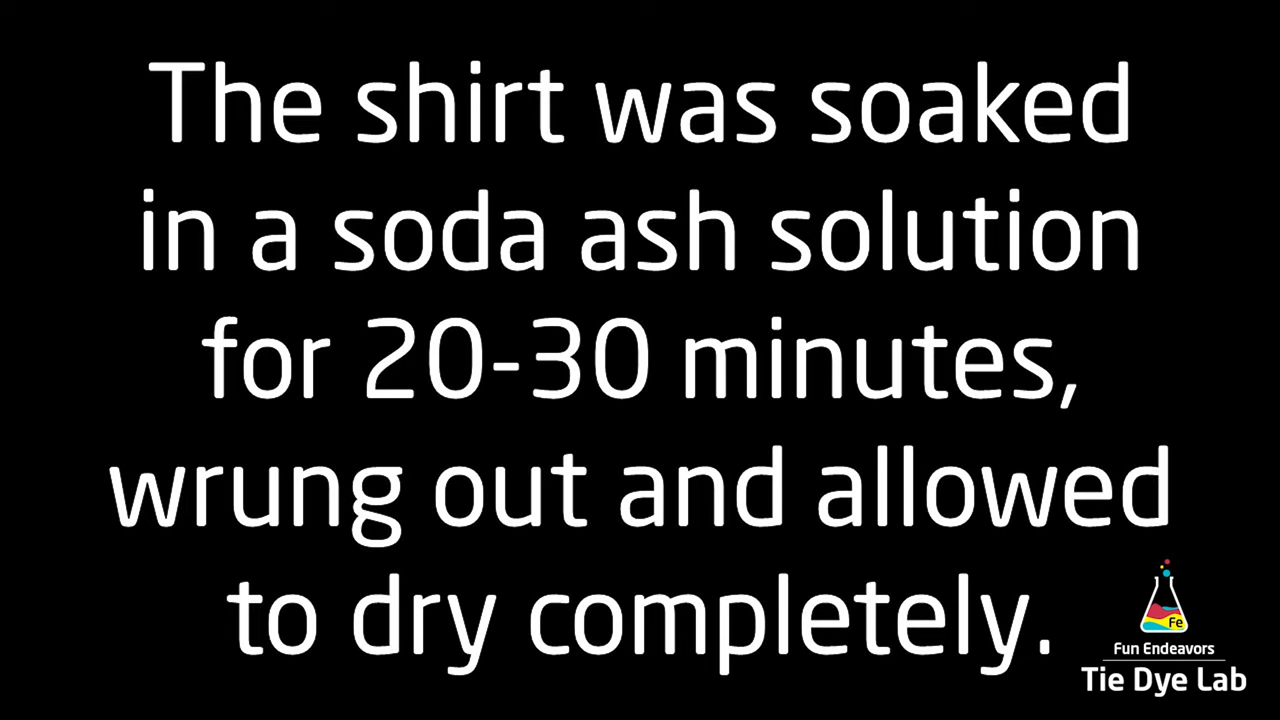 The shirt was soaked
in a soda ash solution
for 20-30 minutes,
wrung out and allowed
to dry completely.
Fe
Fun Endeavors
Tie Dye Lab